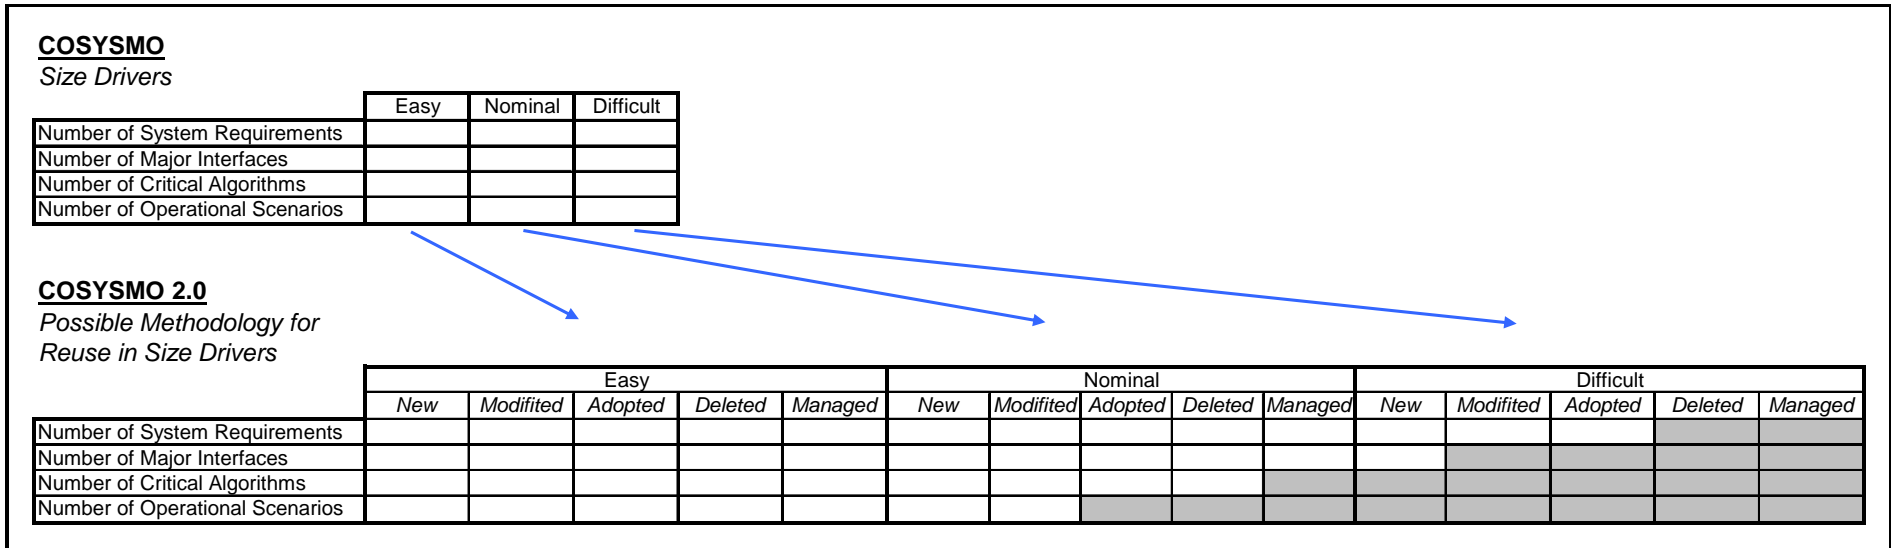 COSYSMO
Size Drivers
Easy Nominal Difficult
Number of System Requirements
Number of Major Interfaces
Number of Critical Algorithms
Number of Operational Scenarios
COSYSMO 2.0
Possible Methodology for
Reuse in Size Drivers
Easy Nominal Difficult
New Modifited Adopted Deleted Managed New Modifited Adopted Deleted Managed New Modifited Adopted Deleted Managed
Number of System Requirements
Number of Major Interfaces
Number of Critical Algorithms
Number of Operational Scenarios